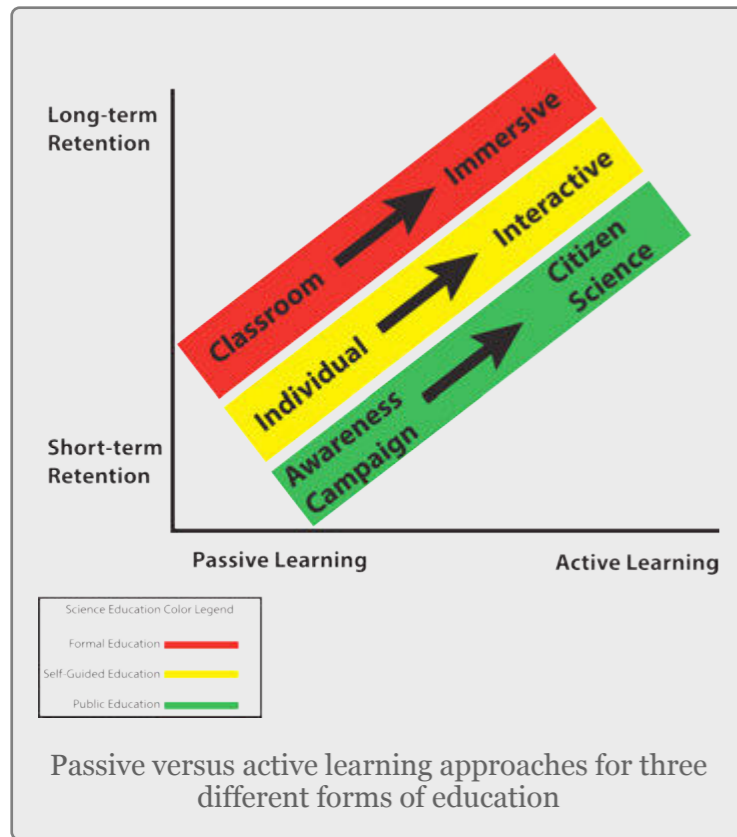 Long-term
Retention
Classroom
Immersive
Individual
Interactive
Awareness
Campaign
Citizen
Science
Short-term
Retention
Passive Learning
Active Learning
Science Education Color Legend
Formal Education
Self-Guided Education
Public Education
Passive versus active learning approaches for three
different forms of education